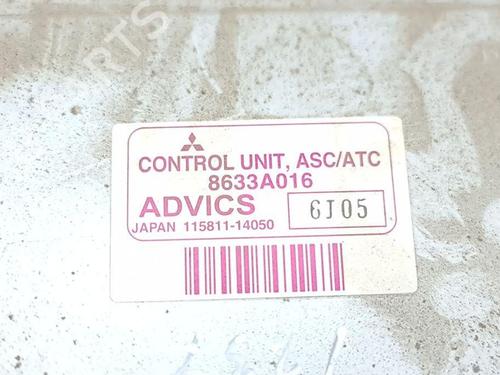 CONTROL UNIT, ASC/ATC
8633A016
ADVICS 6J05
JAPAN 115811-14050